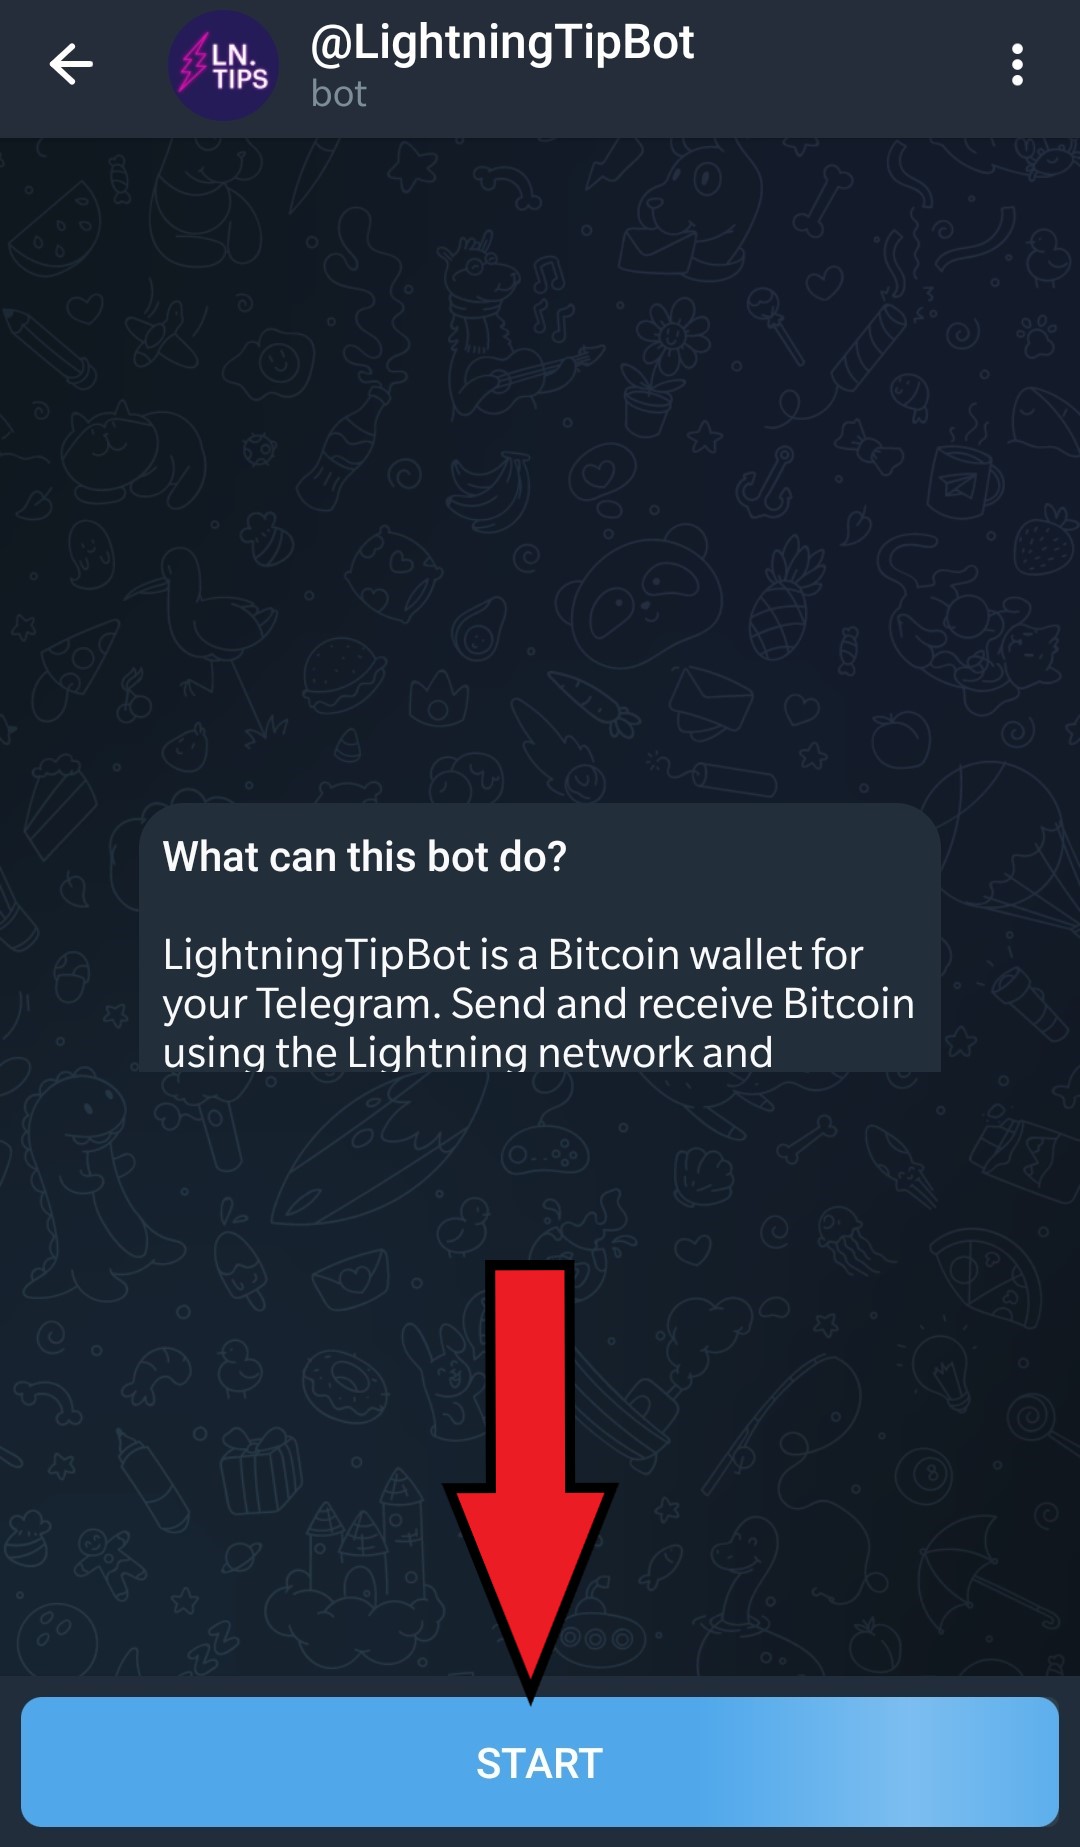 LN.
TIPS
@LightningTipBot
bot
What can this bot do?
LightningTipBot is a Bitcoin wallet for
your Telegram. Send and receive Bitcoin
using the Lightning network and
START